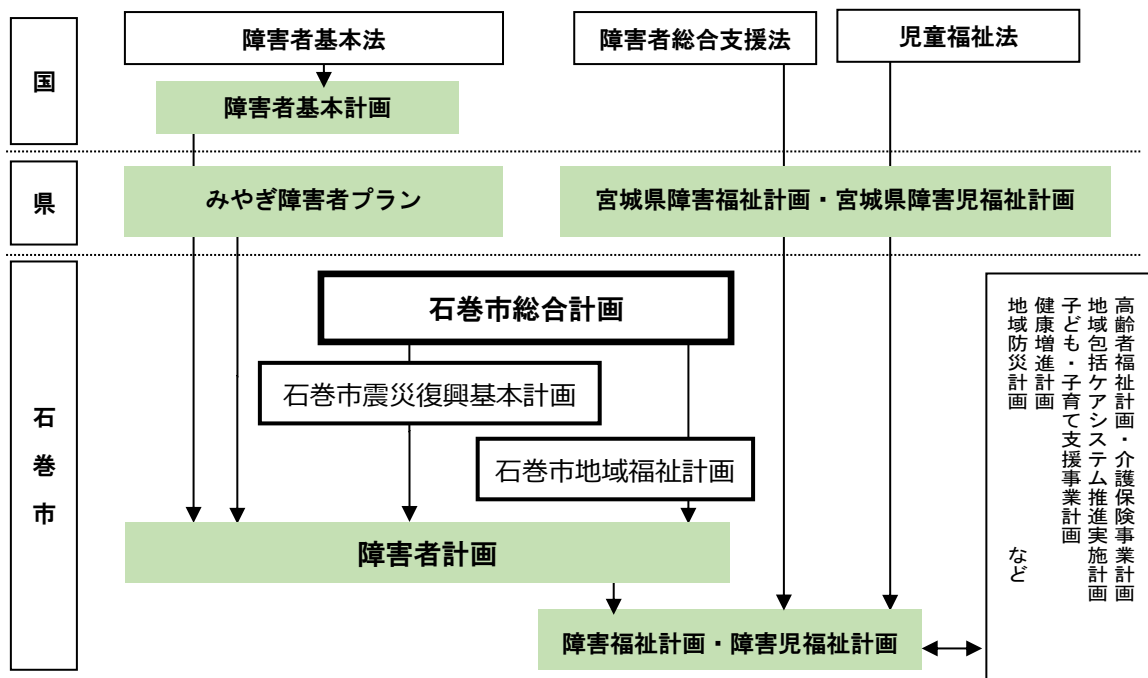 国
障害者基本法
障害者総合支援法
児童福祉法
障害者基本計画
県
みやぎ障害者プラン
宮城県障害福祉計画・宮城県障害児福祉計画
石巻市
石巻市総合計画
石巻市震災復興基本計画
石巻市地域福祉計画
障害者計画
障害福祉計画・障害児福祉計画
高齢者福祉計画・介護保険事業計画
地域包括ケアシステム推進実施計画
子ども・子育て支援事業計画
健康増進計画
地域防災計画 など